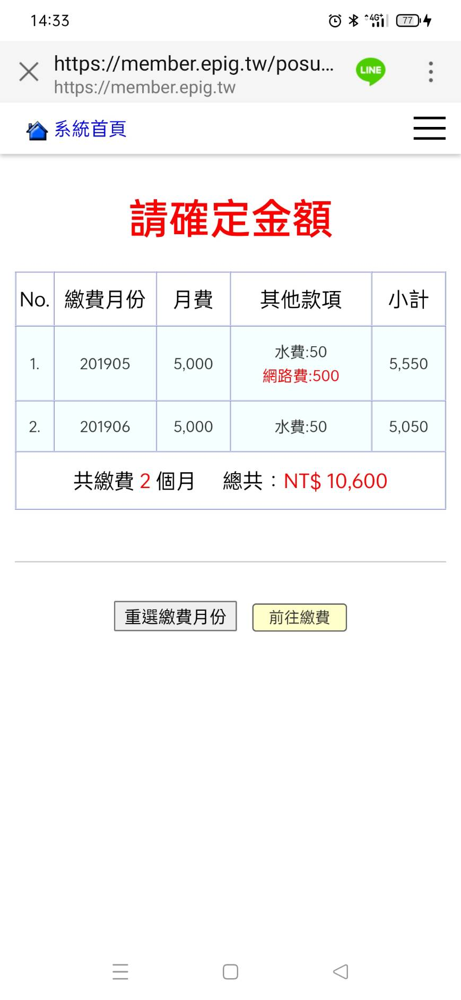 14:33
4G+
77
https://member.epig.tw/posu...
https://member.epig.tw
LINE
系統首頁
請確定金額
No. 繳費月份 月費 其他款項 小計
1. 201905 5,000 水費:50 網路費:500 5,550
2. 201906 5,000 水費:50 5,050
共繳費 2 個月 總共：NT$ 10,600
重選繳費月份 前往繳費